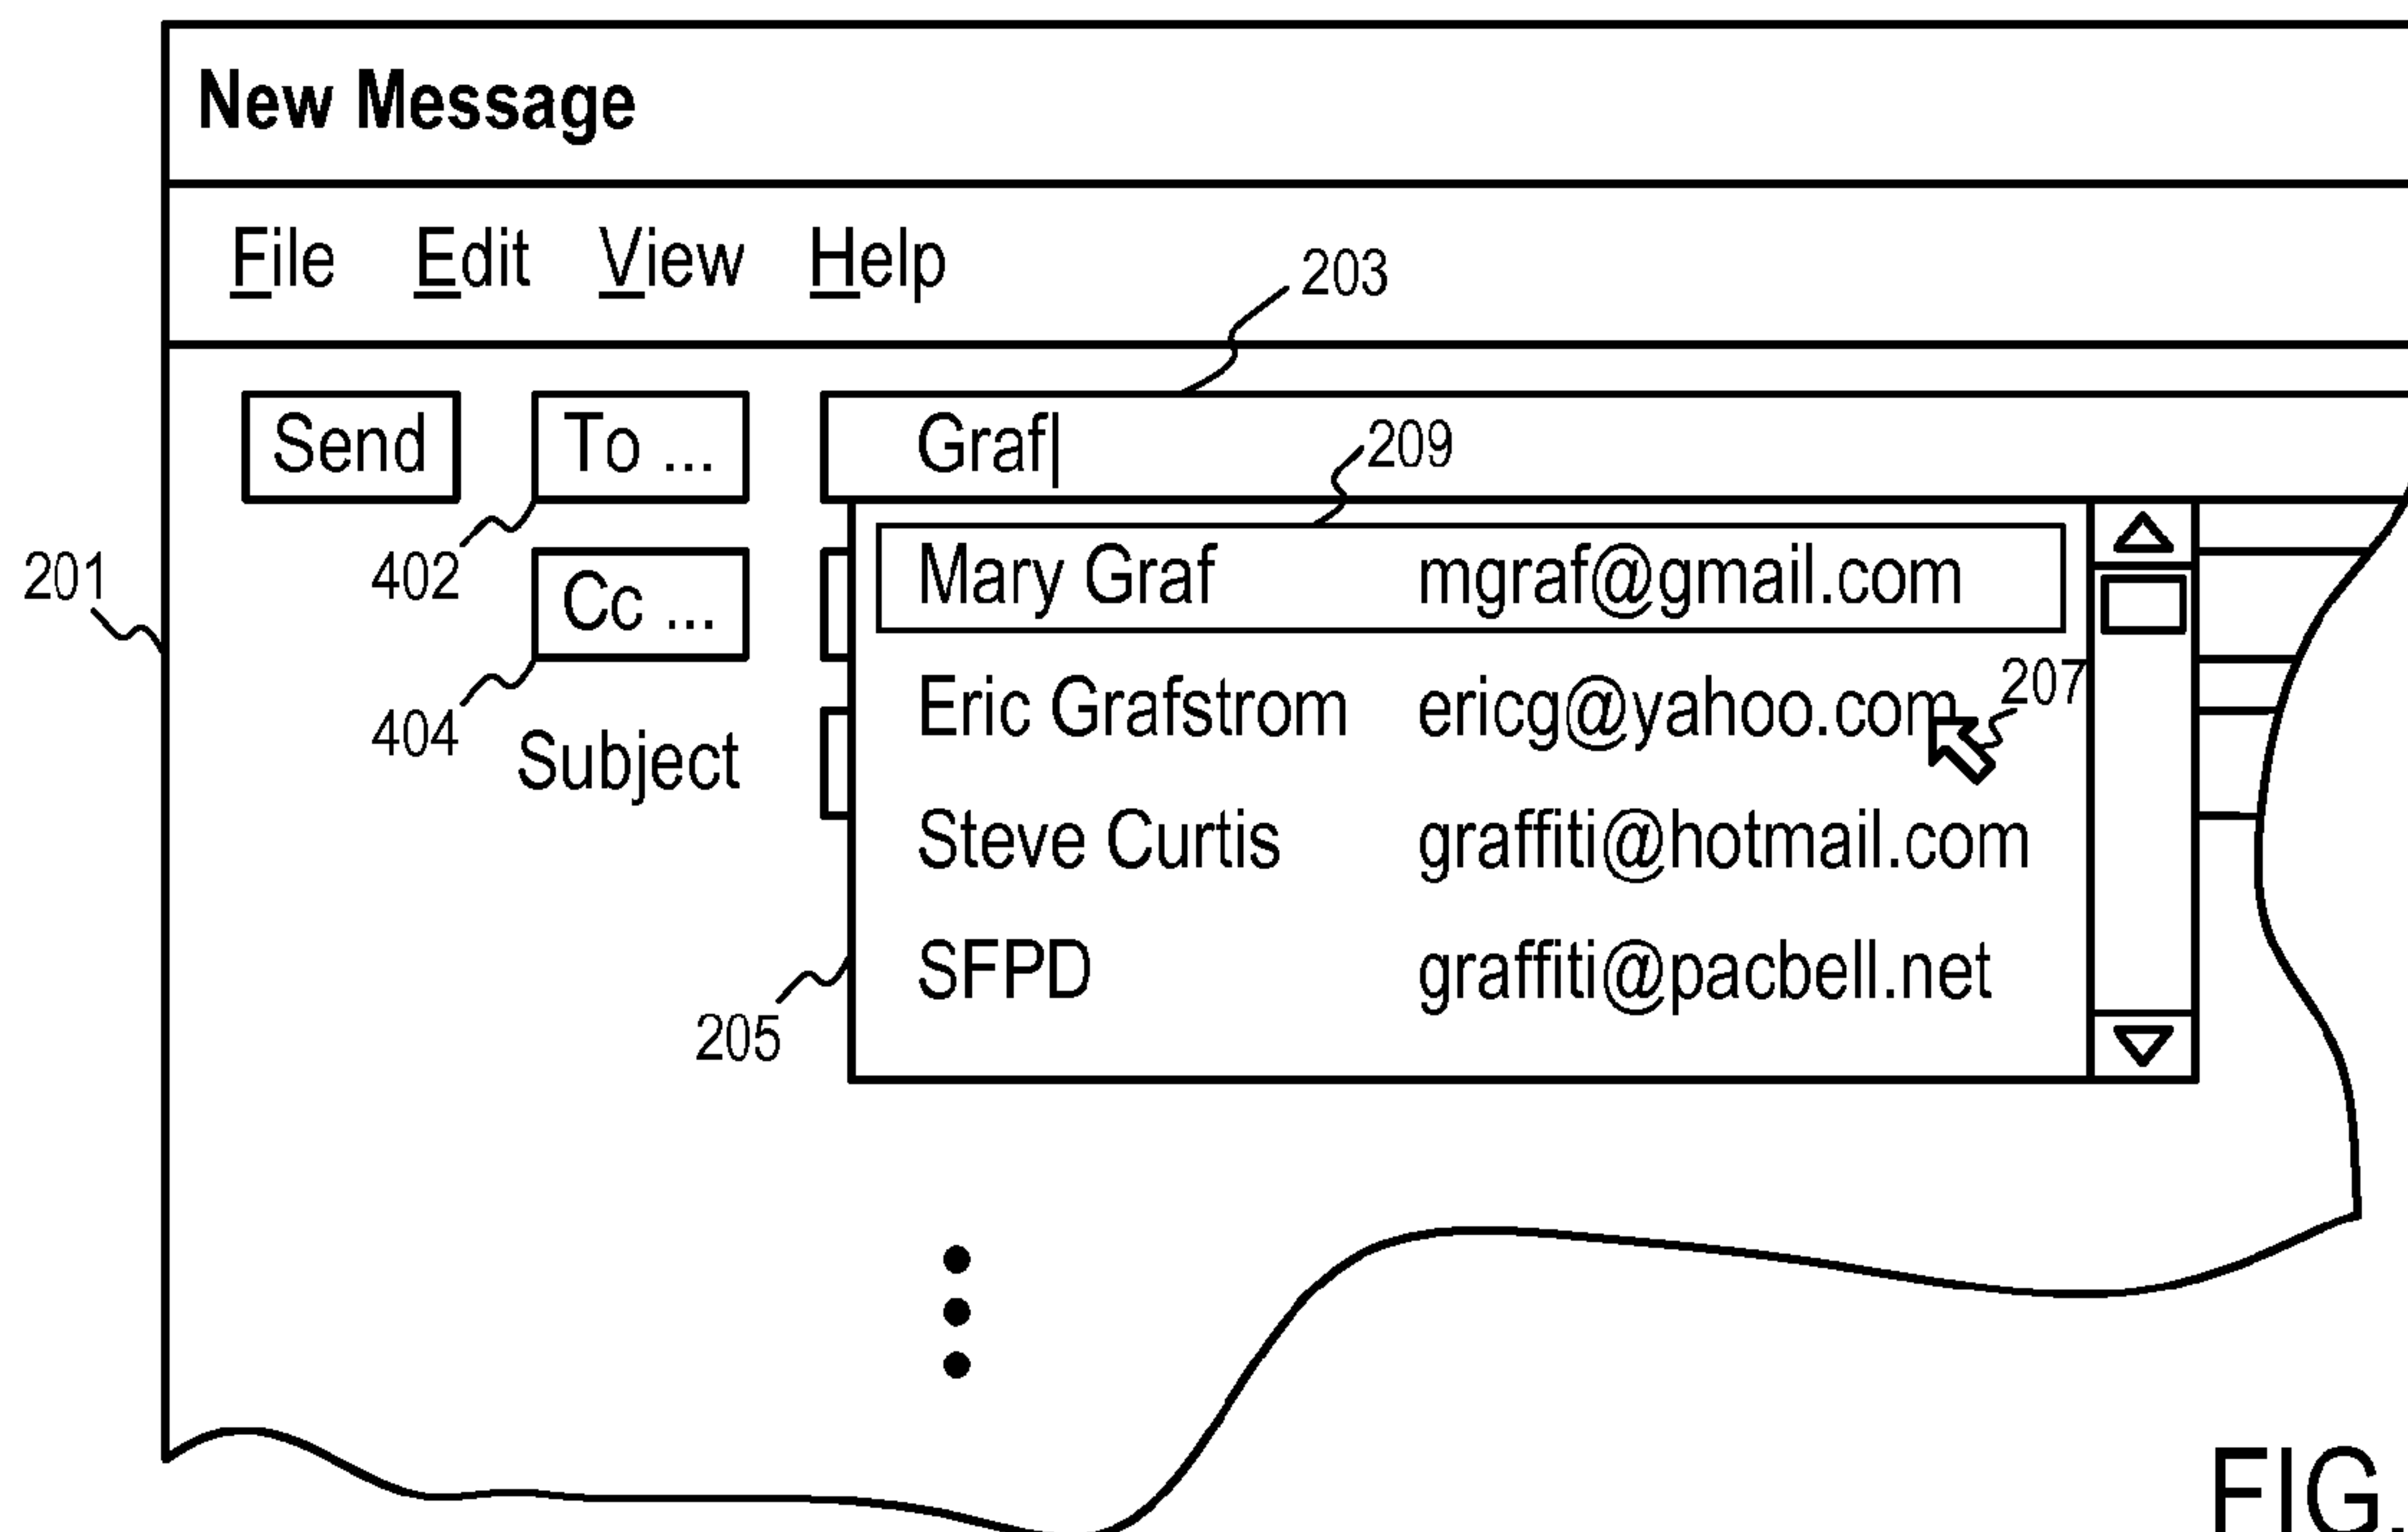 New Message
File Edit View Help
203
Send To ... Graf
209
402
201
Mary Graf mgraf@gmail.com
Cc ...
404
Eric Grafstrom ericg@yahoo.com
207
Subject
Steve Curtis graffiti@hotmail.com
SFPD graffiti@pacbell.net
205
FIG.